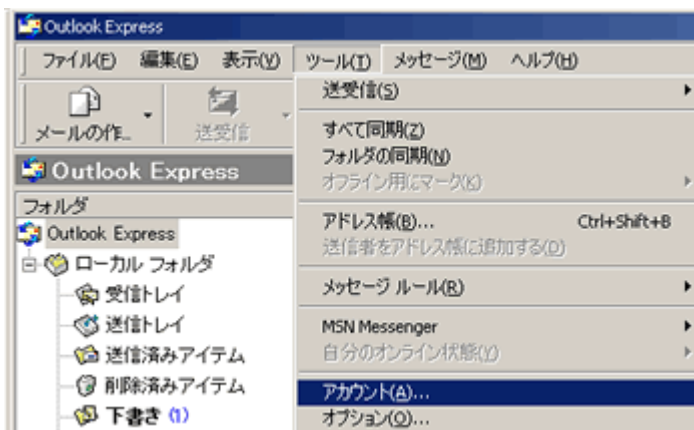 Outlook Express
ファイル(F) 編集(E) 表示(V) ツール(T) メッセージ(M) ヘルプ(H)
メールの作... 送受信
Outlook Express
フォルダ
Outlook Express
ローカル フォルダ
受信トレイ
送信トレイ
送信済みアイテム
削除済みアイテム
下書き (1)
送受信(S)
すべて同期(Z)
フォルダの同期(N)
オフライン用にマーク(K)
アドレス帳(B)... Ctrl+Shift+B
送信者をアドレス帳に追加する(D)
メッセージ ルール(R)
MSN Messenger
自分のオンライン状態(Y)
アカウント(A)...
オプション(O)...